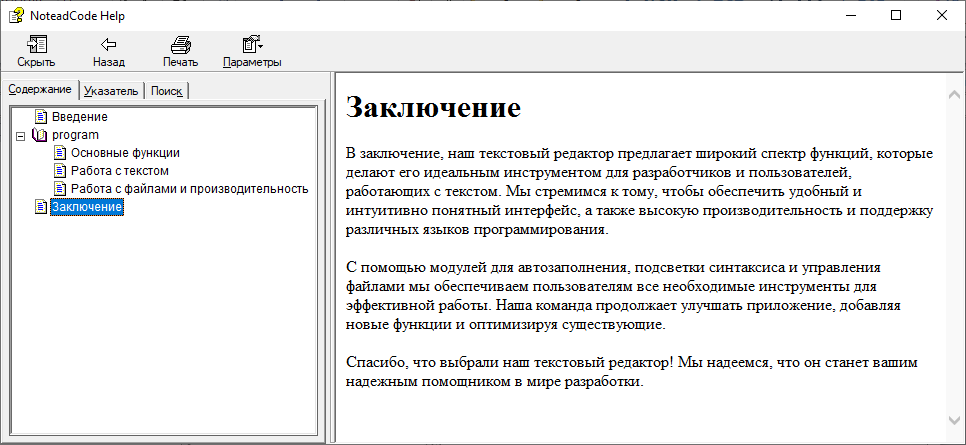 NoteadCode Help
Скрыть
Назад
Печать
Параметры
Содержание
Указатель
Поиск
Введение
program
Основные функции
Работа с текстом
Работа с файлами и производительность
Заключение
Заключение
В заключение, наш текстовый редактор предлагает широкий спектр функций, которые
делают его идеальным инструментом для разработчиков и пользователей,
работающих с текстом. Мы стремимся к тому, чтобы обеспечить удобный и
интуитивно понятный интерфейс, а также высокую производительность и поддержку
различных языков программирования.
С помощью модулей для автозаполнения, подсветки синтаксиса и управления
файлами мы обеспечиваем пользователям все необходимые инструменты для
эффективной работы. Наша команда продолжает улучшать приложение, добавляя
новые функции и оптимизируя существующие.
Спасибо, что выбрали наш текстовый редактор! Мы надеемся, что он станет вашим
надежным помощником в мире разработки.